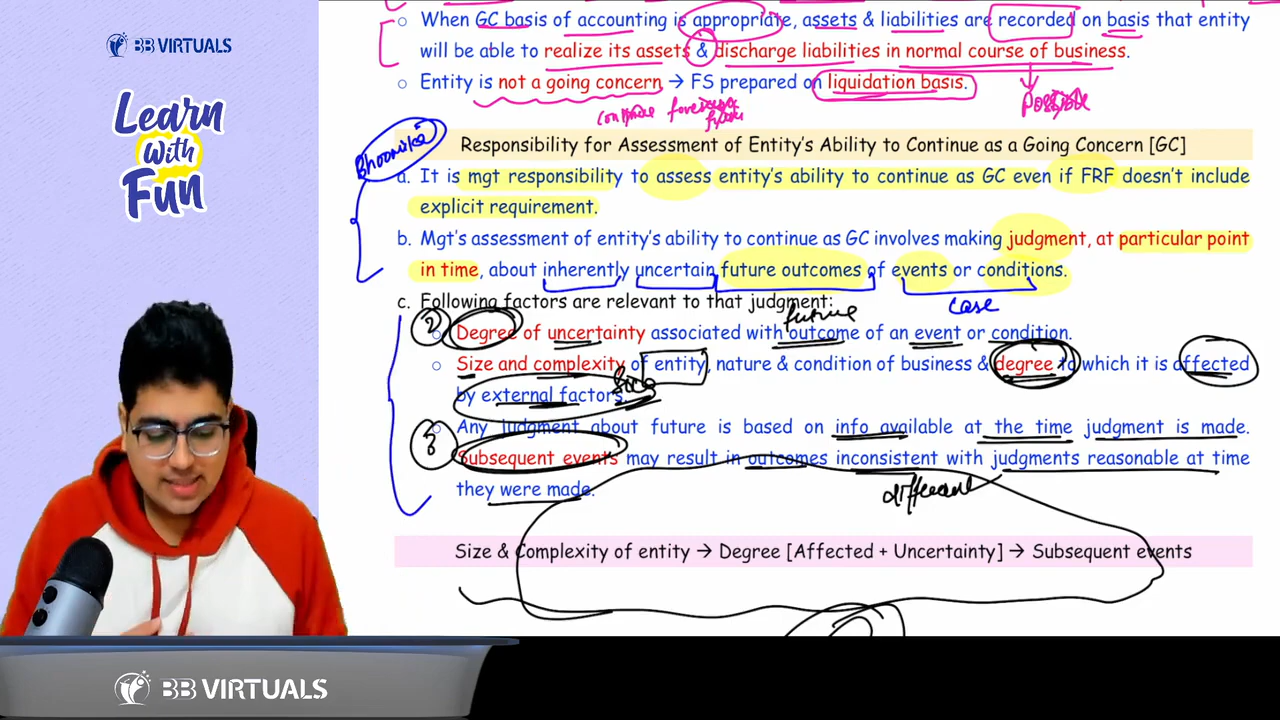 BB VIRTUALS
Learn
With
Fun
o When GC basis of accounting is appropriate, assets & liabilities are recorded on basis that entity
will be able to realize its assets & discharge liabilities in normal course of business.
o Entity is not a going concern → FS prepared on liquidation basis.
possible
Bhoomika
Responsibility for Assessment of Entity's Ability to Continue as a Going Concern [GC]
a. It is mgt responsibility to assess entity's ability to continue as GC even if FRF doesn't include
explicit requirement.
b. Mgt's assessment of entity's ability to continue as GC involves making judgment, at particular point
in time, about inherently uncertain future outcomes of events or conditions.
case
c. Following factors are relevant to that judgment:
future
2
o Degree of uncertainty associated with outcome of an event or condition.
o Size and complexity of entity, nature & condition of business & degree to which it is affected
by external factors.
o Any judgment about future is based on info available at the time judgment is made.
3
Subsequent events may result in outcomes inconsistent with judgments reasonable at time
they were made.
different
Size & Complexity of entity → Degree [Affected + Uncertainty] → Subsequent events
BB VIRTUALS